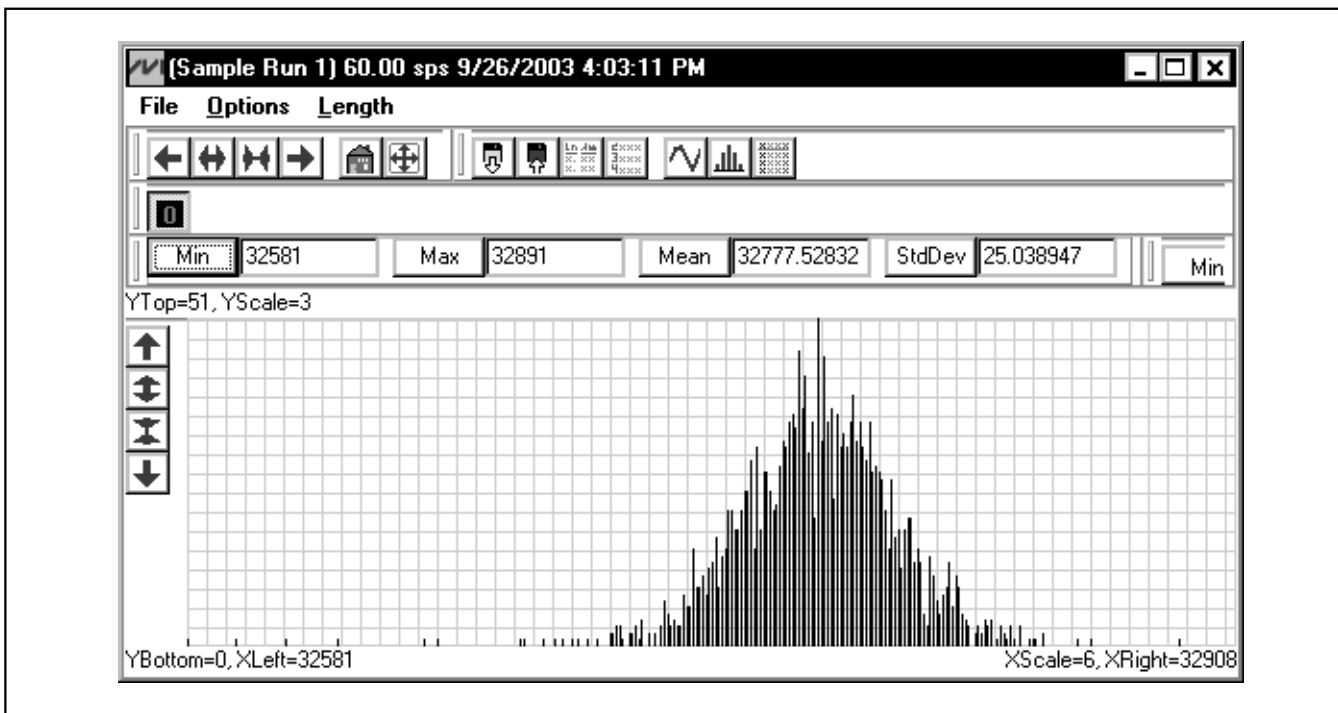 (Sample Run 1) 60.00 sps 9/26/2003 4:03:11 PM
File Options Length
0
Min 32581 Max 32891 Mean 32777.52832 StdDev 25.038947 Min
YTop=51, YScale=3
YBottom=0, XLeft=32581 XScale=6, XRight=32908